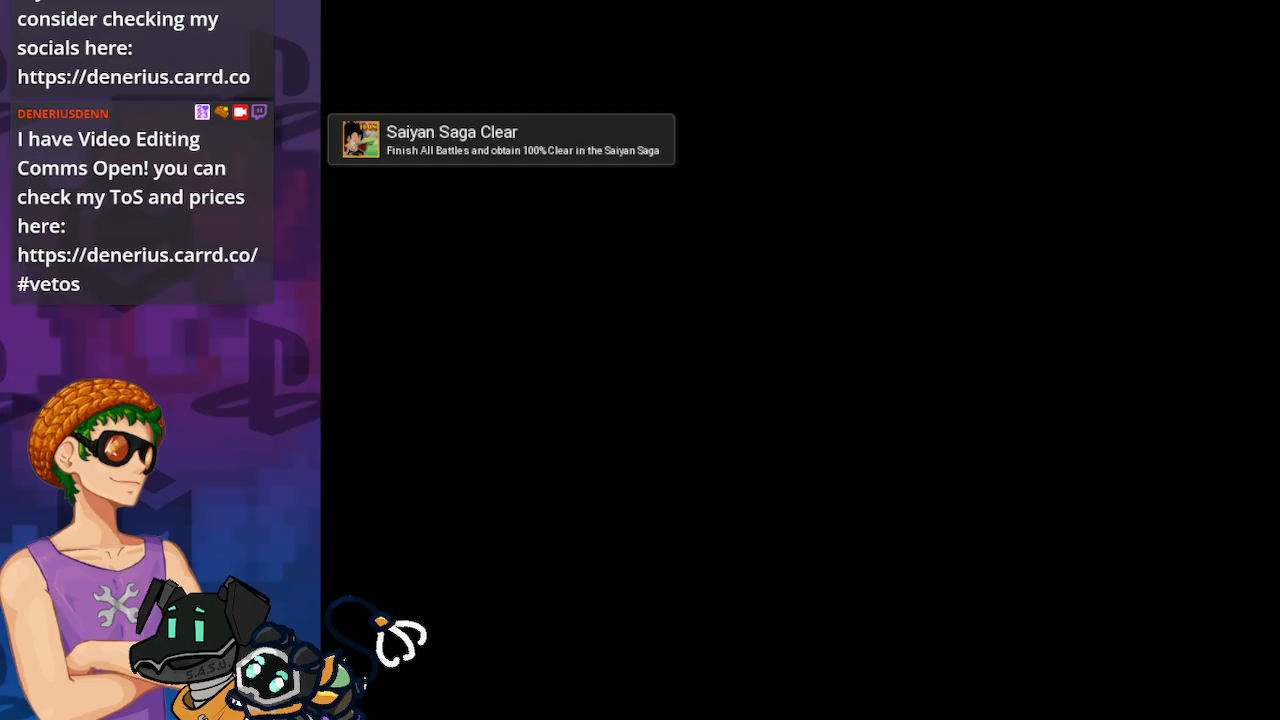 consider checking my
socials here:
https://denerius.carrd.co
DENERIUSDENN
I have Video Editing
Comms Open! you can
check my ToS and prices
here:
https://denerius.carrd.co/
#vetos
Saiyan Saga Clear
Finish All Battles and obtain 100% Clear in the Saiyan Saga
S.A.S.U.